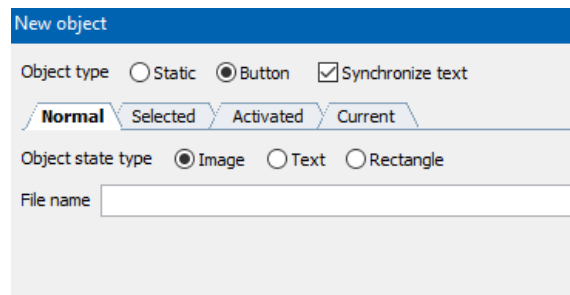 New object
Object type Static Button Synchronize text
Normal Selected Activated Current
Object state type Image Text Rectangle
File name